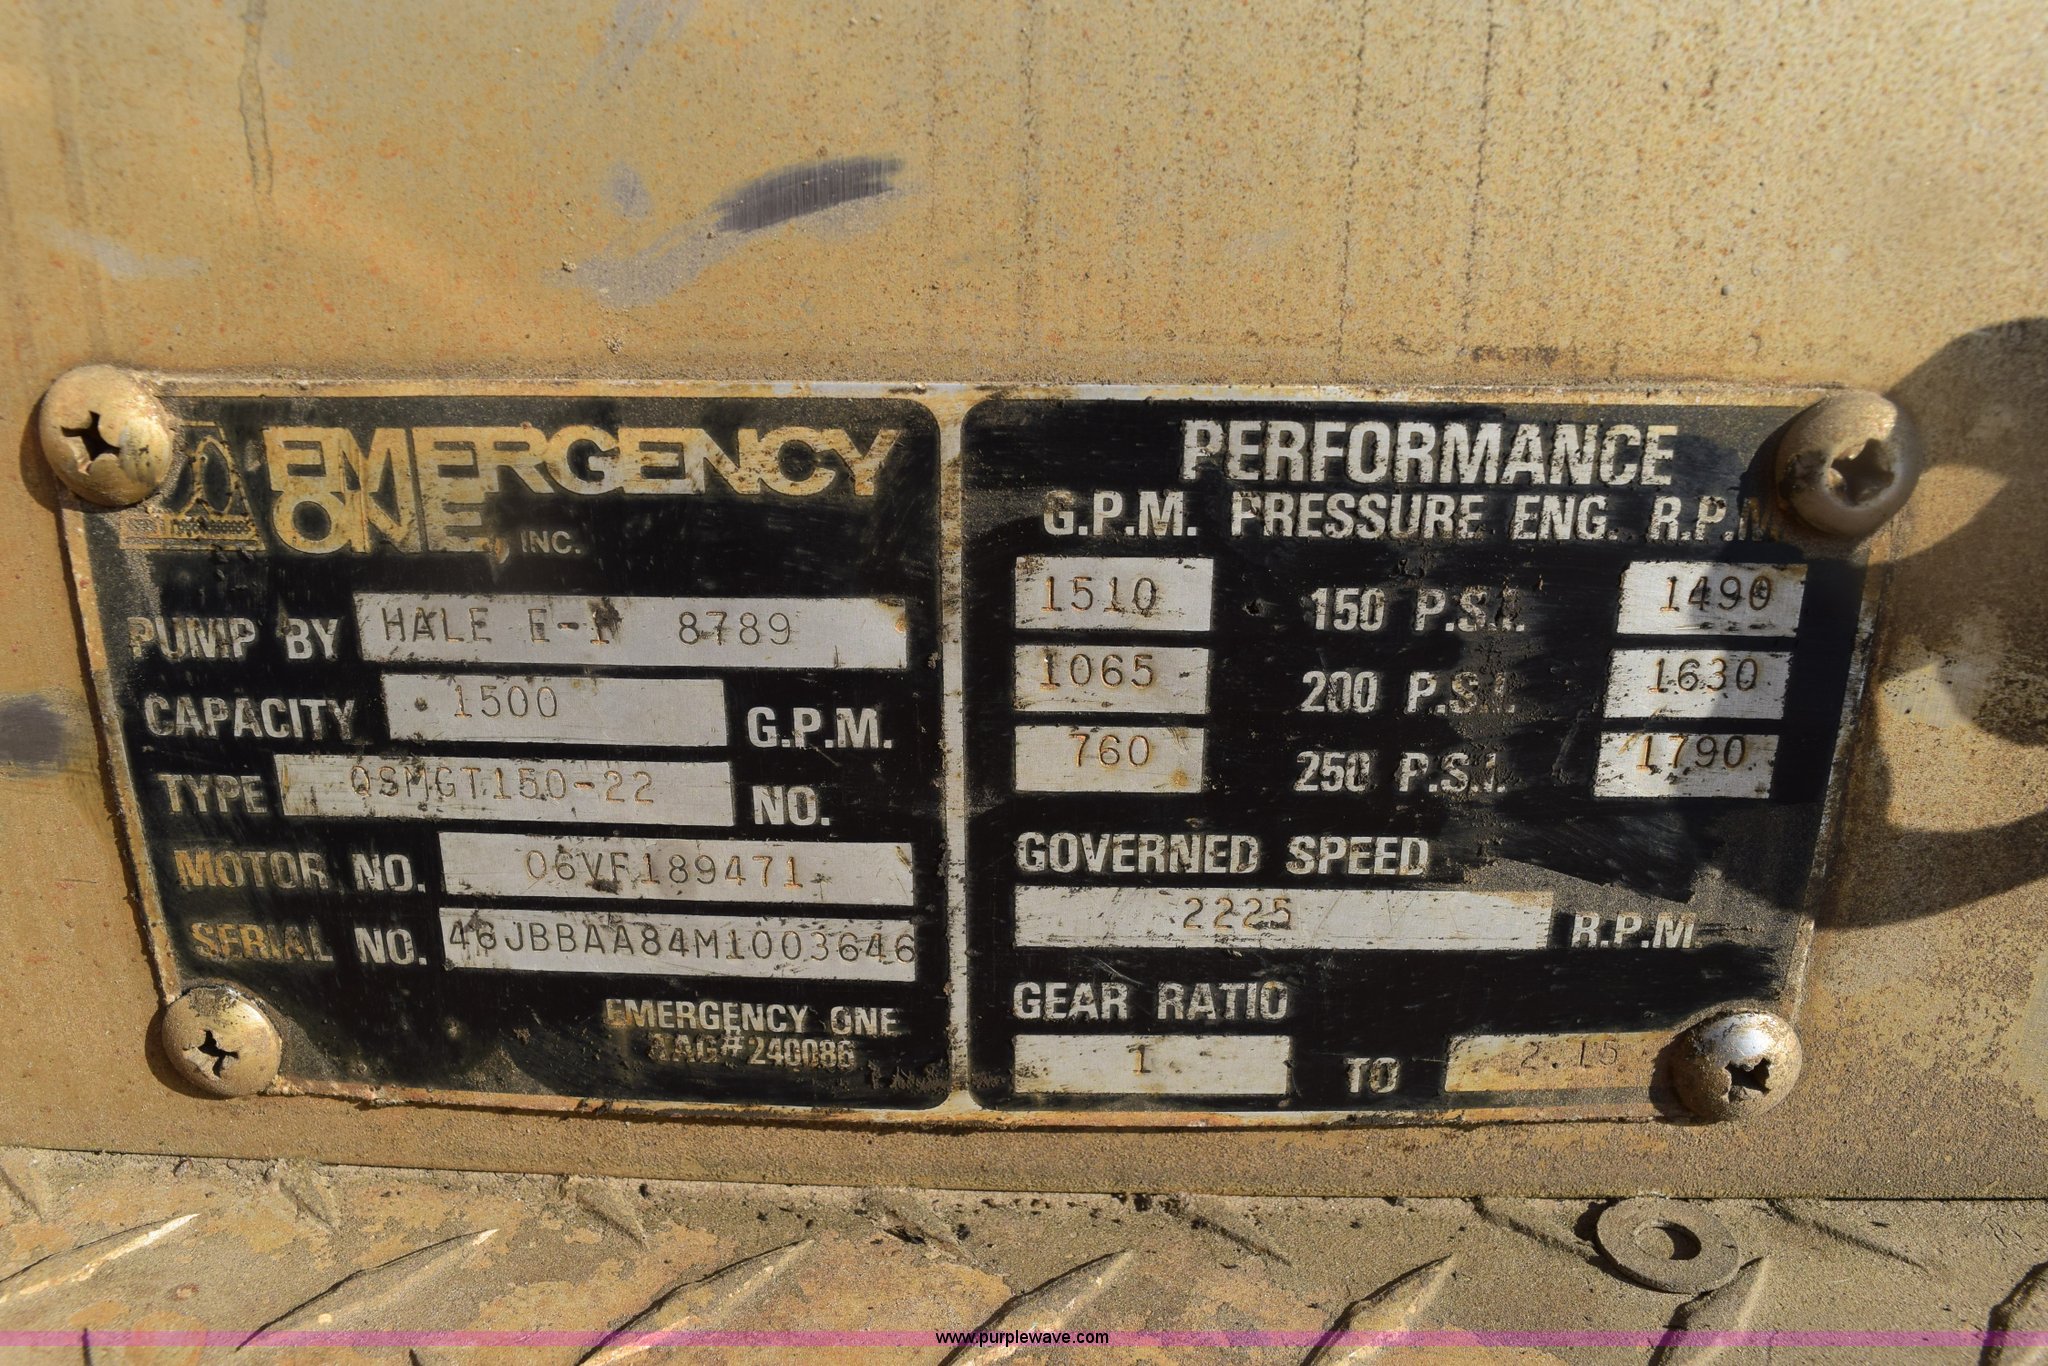 EMERGENCY
ONE, INC.
PUMP BY HALE E-1 8789
CAPACITY 1500 G.P.M.
TYPE QSMGT150-22 NO.
MOTOR NO. 06VF189471
SERIAL NO. 46JBBAA84M1003646
EMERGENCY ONE
AAG# 240086
PERFORMANCE
G.P.M. PRESSURE ENG. R.P.M
1510 150 P.S.I. 1490
1065 200 P.S.I. 1630
760 250 P.S.I. 1790
GOVERNED SPEED
2225 R.P.M.
GEAR RATIO
1 TO 2.15
www.purplewave.com